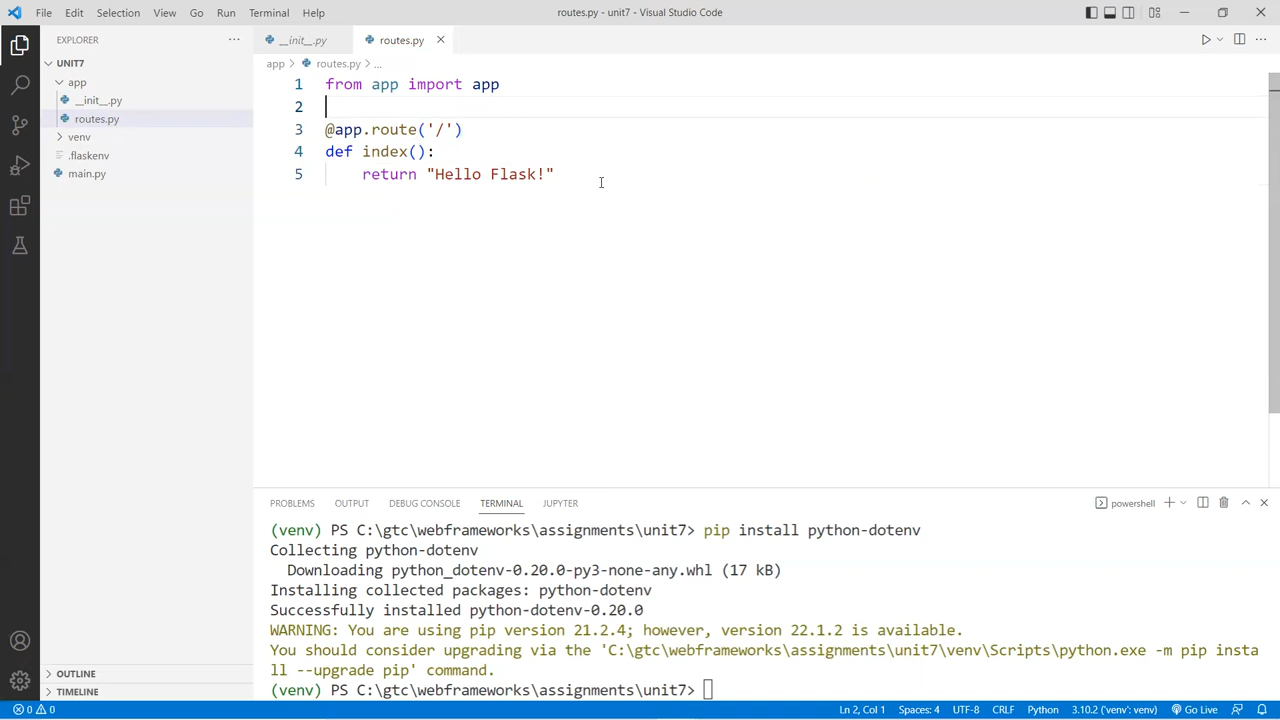 File Edit Selection View Go Run Terminal Help routes.py - unit7 - Visual Studio Code
EXPLORER
UNIT7
app
__init__.py
routes.py
venv
.flaskenv
main.py
OUTLINE
TIMELINE
__init__.py routes.py
app routes.py ...
1 from app import app
2
3 @app.route('/')
4 def index():
5 return "Hello Flask!"
PROBLEMS OUTPUT DEBUG CONSOLE TERMINAL JUPYTER powershell
(venv) PS C:\gtc\webframeworks\assignments\unit7> pip install python-dotenv
Collecting python-dotenv
Downloading python_dotenv-0.20.0-py3-none-any.whl (17 kB)
Installing collected packages: python-dotenv
Successfully installed python-dotenv-0.20.0
WARNING: You are using pip version 21.2.4; however, version 22.1.2 is available.
You should consider upgrading via the 'C:\gtc\webframeworks\assignments\unit7\venv\Scripts\python.exe -m pip insta
ll --upgrade pip' command.
(venv) PS C:\gtc\webframeworks\assignments\unit7>
0 0 Ln 2, Col 1 Spaces: 4 UTF-8 CRLF Python 3.10.2 ('venv': venv) Go Live